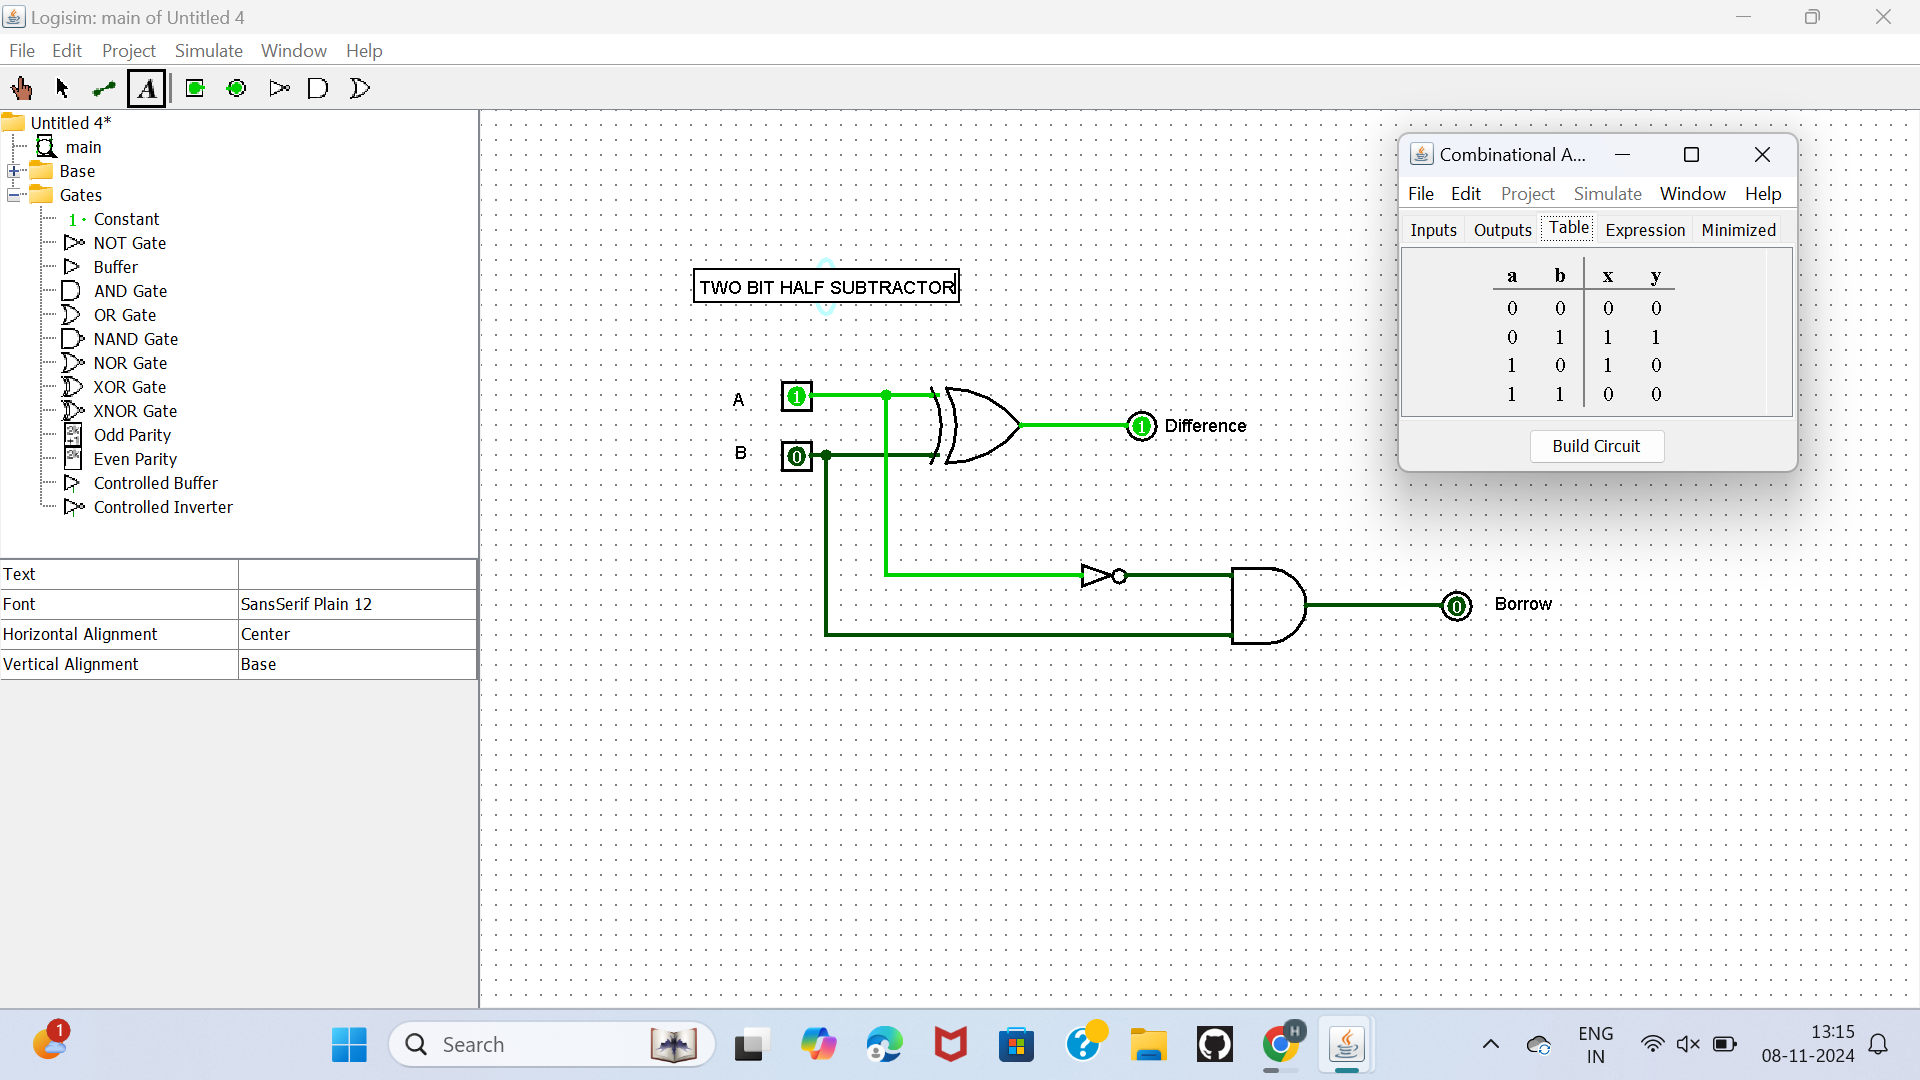 Logisim: main of Untitled 4
File Edit Project Simulate Window Help
A
Untitled 4*
main
Base
Gates
1 Constant
NOT Gate
Buffer
AND Gate
OR Gate
NAND Gate
NOR Gate
XOR Gate
XNOR Gate
2k+1 Odd Parity
2k Even Parity
Controlled Buffer
Controlled Inverter
Text
Font SansSerif Plain 12
Horizontal Alignment Center
Vertical Alignment Base
TWO BIT HALF SUBTRACTOR
A 1
B 0
1 Difference
0 Borrow
Combinational A...
File Edit Project Simulate Window Help
Inputs Outputs Table Expression Minimized
a b x y
0 0 0 0
0 1 1 1
1 0 1 0
1 1 0 0
Build Circuit
1
Search
H
ENG
IN
13:15
08-11-2024